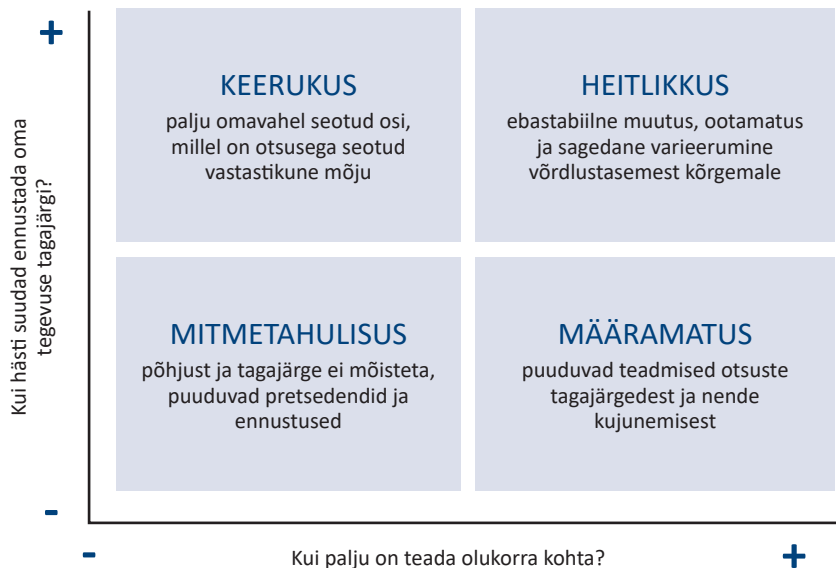 +
Kui hästi suudad ennustada oma
tegevuse tagajärgi?
KEERUKUS
palju omavahel seotud osi,
millel on otsusega seotud
vastastikune mõju
HEITLIKKUS
ebastabiilne muutus, ootamatus
ja sagedane varieerumine
võrdlustasemest kõrgemale
MITMETAHULISUS
põhjust ja tagajärge ei mõisteta,
puuduvad pretsedendid ja
ennustused
MÄÄRAMATUS
puuduvad teadmised otsuste
tagajärgedest ja nende
kujunemisest
-
-
Kui palju on teada olukorra kohta?
+